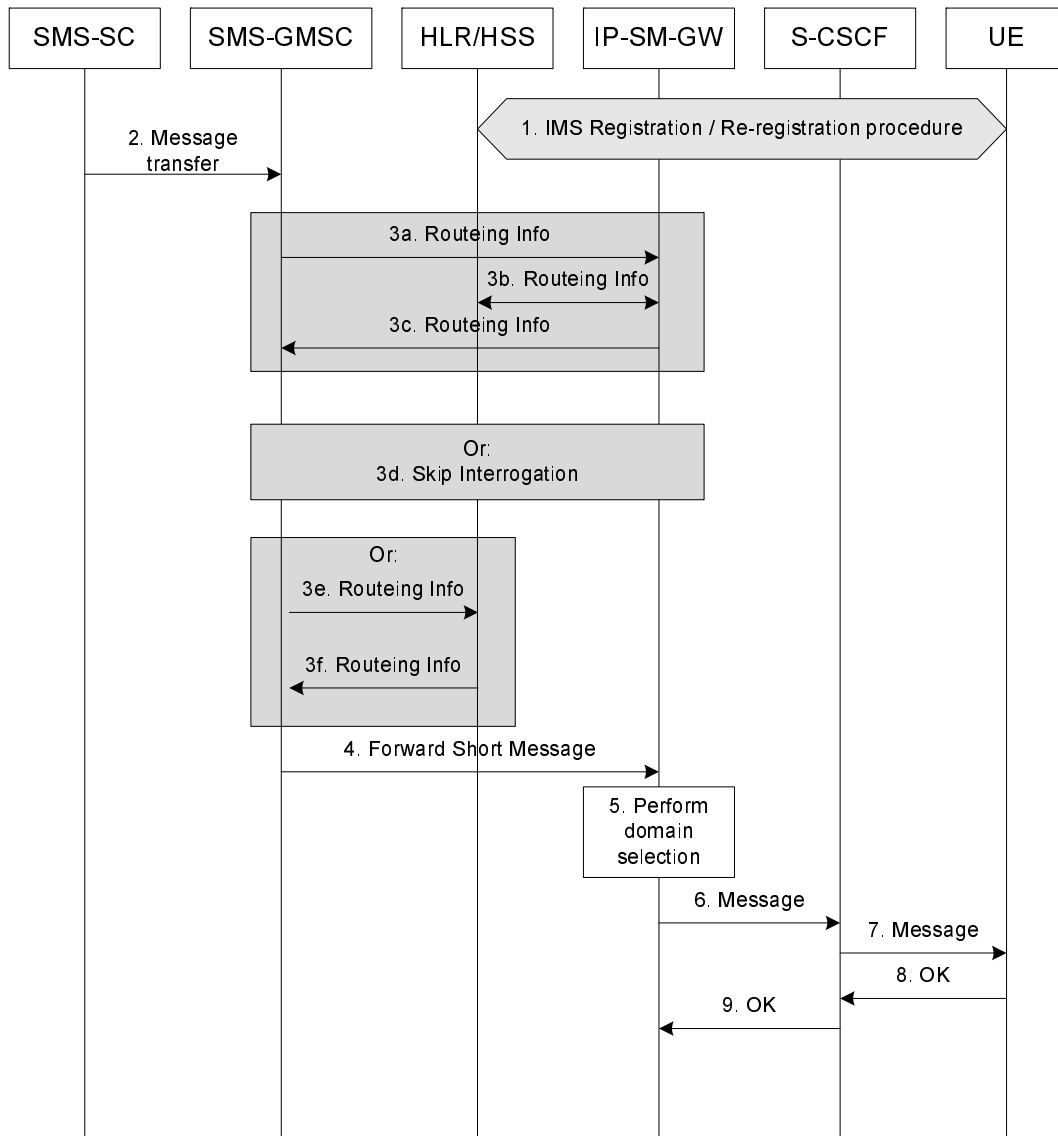 SMS-SC
SMS-GMSC
HLR/HSS
IP-SM-GW
S-CSCF
UE
1. IMS Registration / Re-registration procedure
2. Message
transfer
3a. Routeing Info
3b. Routeing Info
3c. Routeing Info
Or:
3d. Skip Interrogation
Or:
3e. Routeing Info
3f. Routeing Info
4. Forward Short Message
5. Perform
domain
selection
6. Message
7. Message
8. OK
9. OK